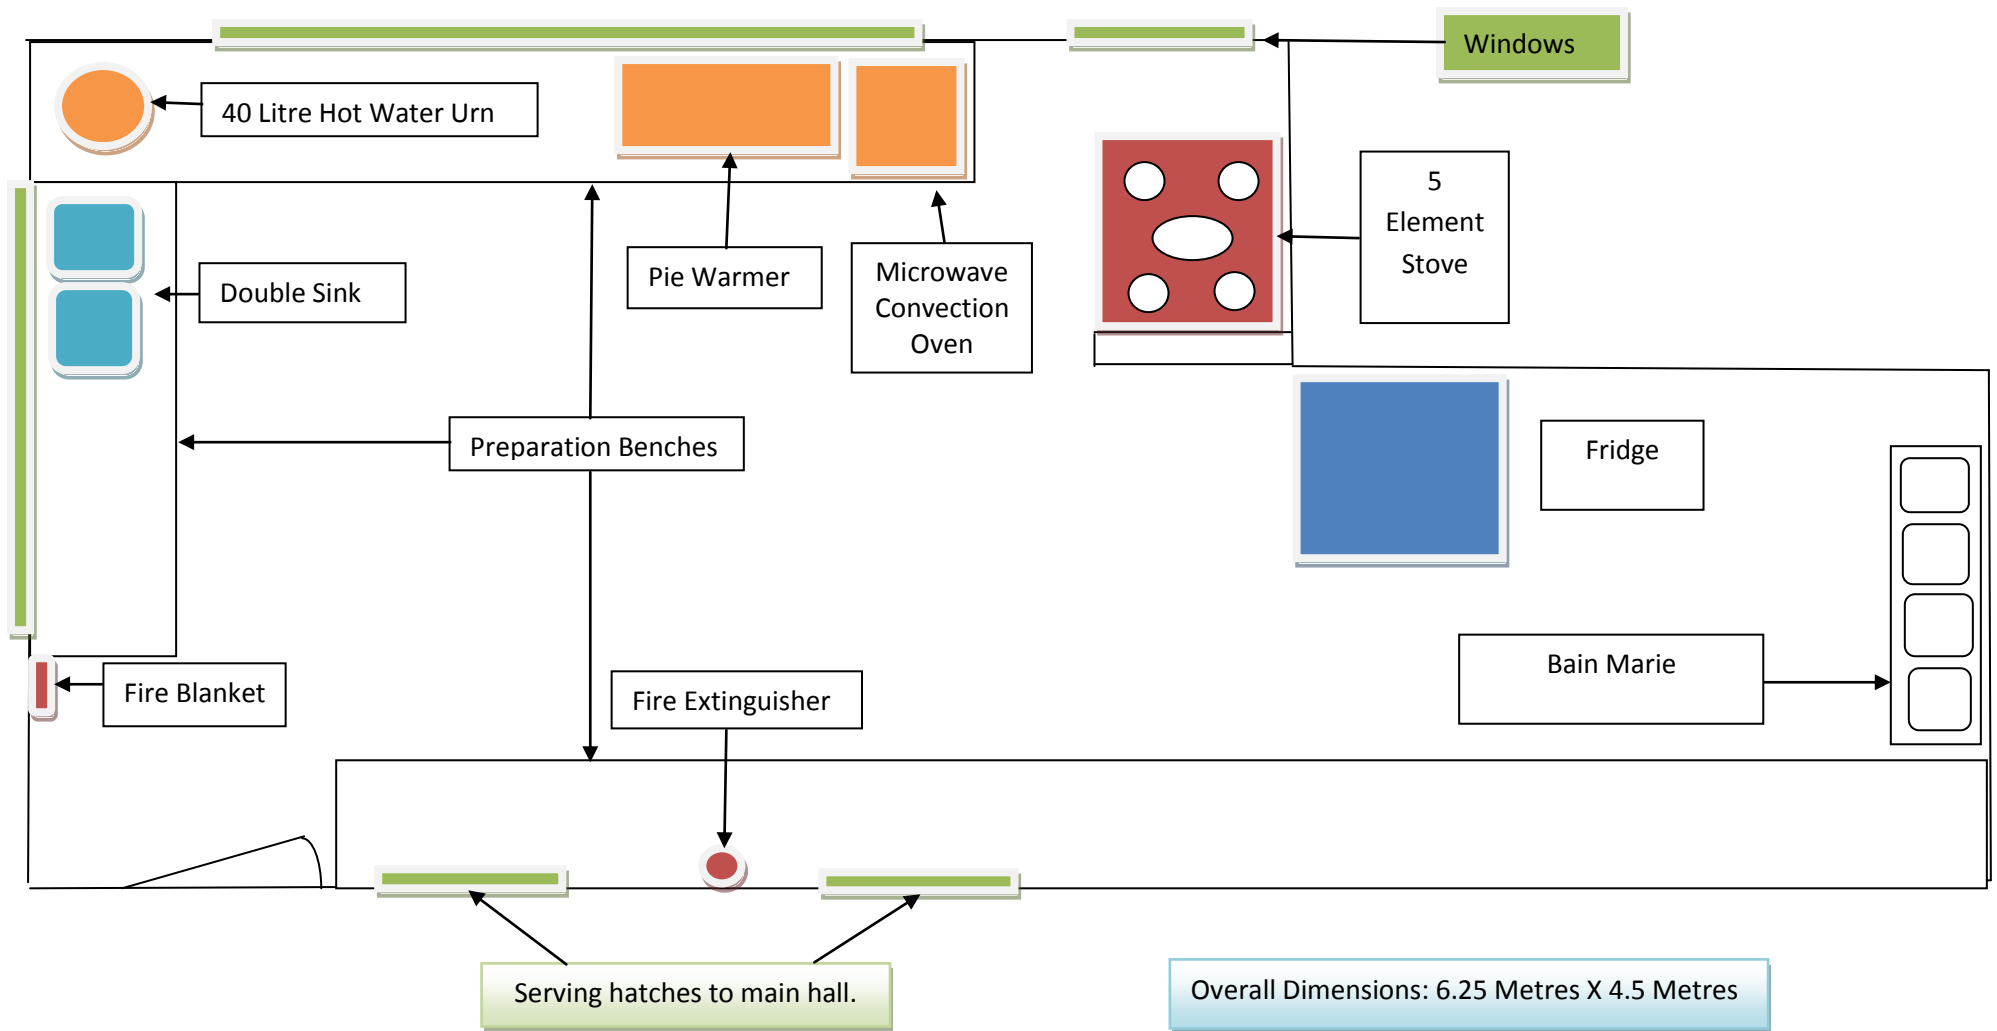 Windows
40 Litre Hot Water Urn
5
Element
Stove
Pie Warmer
Microwave
Convection
Oven
Double Sink
Preparation Benches
Fridge
Bain Marie
Fire Blanket
Fire Extinguisher
Serving hatches to main hall.
Overall Dimensions: 6.25 Metres X 4.5 Metres